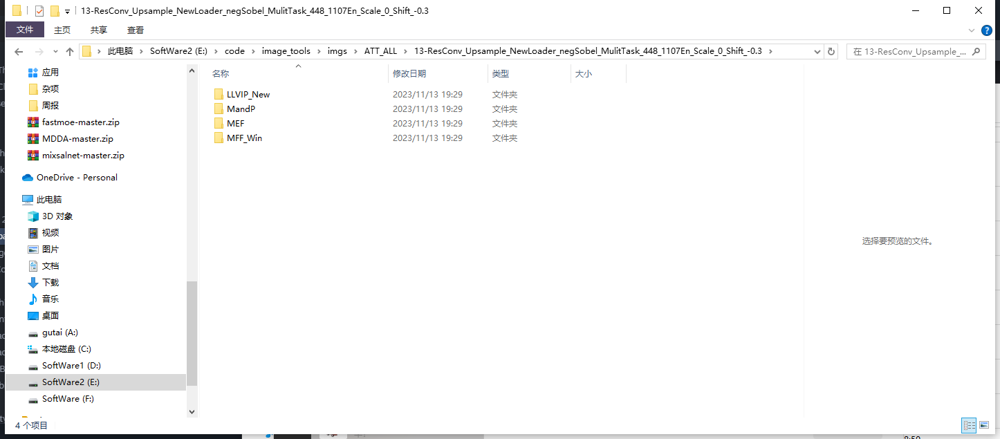 13-ResConv_Upsample_NewLoader_negSobel_MulitTask_448_1107En_Scale_0_Shift_-0.3
文件 主页 共享 查看
此电脑 SoftWare2 (E:) code image_tools imgs ATT_ALL 13-ResConv_Upsample_NewLoader_negSobel_MulitTask_448_1107En_Scale_0_Shift_-0.3
在 13-ResConv_Upsample_...
应用
杂项
周报
fastmoe-master.zip
MDDA-master.zip
mixsalnet-master.zip
OneDrive - Personal
此电脑
3D 对象
视频
图片
文档
下载
音乐
桌面
gutai (A:)
本地磁盘 (C:)
SoftWare1 (D:)
SoftWare2 (E:)
SoftWare (F:)
名称 修改日期 类型 大小
LLVIP_New 2023/11/13 19:29 文件夹
MandP 2023/11/13 19:29 文件夹
MEF 2023/11/13 19:29 文件夹
MFF_Win 2023/11/13 19:29 文件夹
选择要预览的文件。
4 个项目